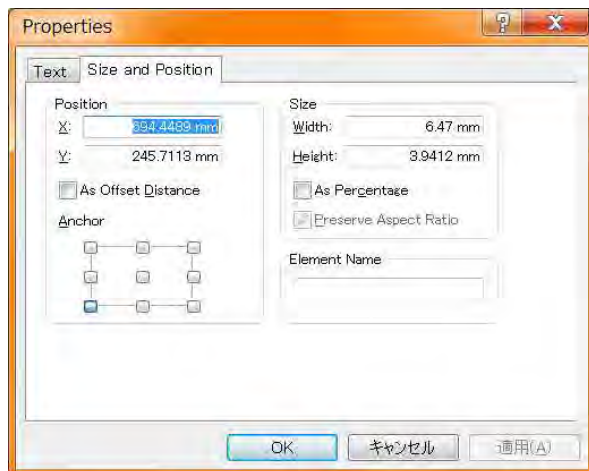 Properties
Text
Size and Position
Position
X: 694.4489 mm
Y: 245.7113 mm
As Offset Distance
Anchor
Size
Width: 6.47 mm
Height: 3.9412 mm
As Percentage
Preserve Aspect Ratio
Element Name
OK
キャンセル
適用(A)